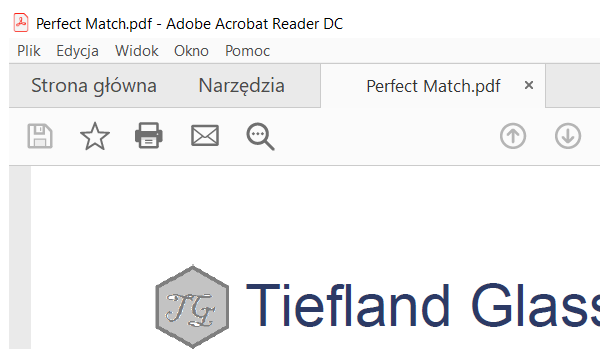 Perfect Match.pdf - Adobe Acrobat Reader DC
Plik Edycja Widok Okno Pomoc
Strona główna Narzędzia Perfect Match.pdf ×
TG Tiefland Glass